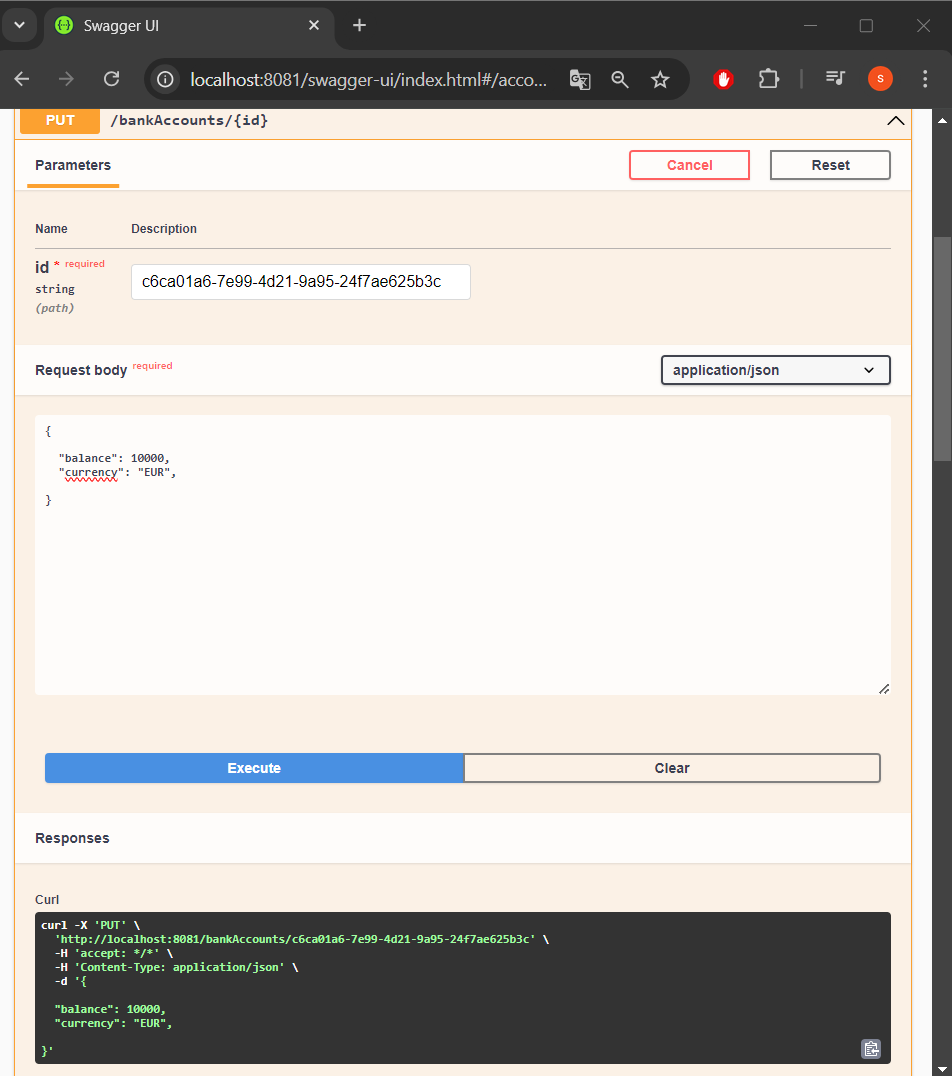 Swagger UI
localhost:8081/swagger-ui/index.html#/acco...
S
PUT /bankAccounts/{id}
Parameters
Cancel
Reset
Name Description
id * required
string
(path)
c6ca01a6-7e99-4d21-9a95-24f7ae625b3c
Request body required
application/json
{
"balance": 10000,
"currency": "EUR",
}
Execute
Clear
Responses
Curl
curl -X 'PUT' \
'http://localhost:8081/bankAccounts/c6ca01a6-7e99-4d21-9a95-24f7ae625b3c' \
-H 'accept: */*' \
-H 'Content-Type: application/json' \
-d '{
"balance": 10000,
"currency": "EUR",
}'